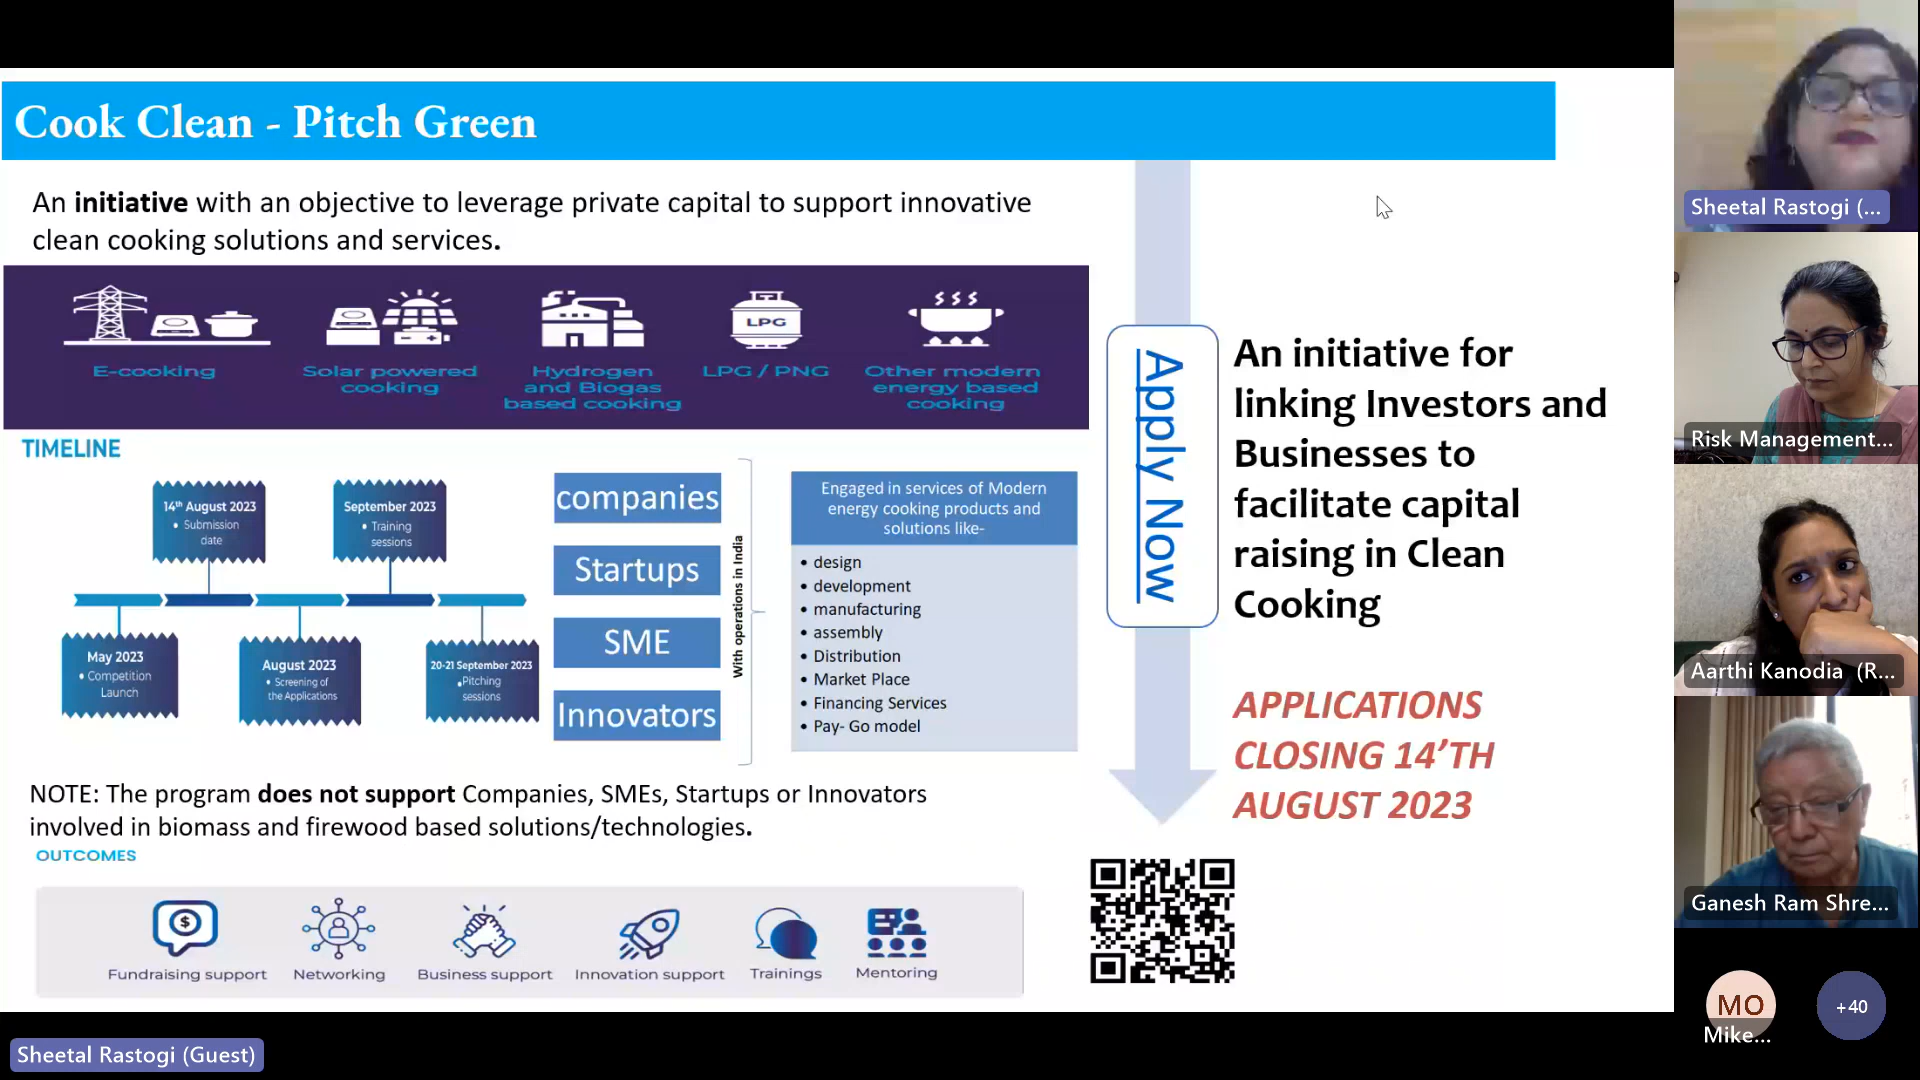 Cook Clean - Pitch Green
An initiative with an objective to leverage private capital to support innovative
clean cooking solutions and services.
LPG
E-cooking
Solar powered
cooking
Hydrogen
and Biogas
based cooking
LPG / PNG
Other modern
energy based
cooking
TIMELINE
14th August 2023
• Submission
date
September 2023
• Training
sessions
May 2023
• Competition
Launch
August 2023
• Screening of
the Applications
20-21 September 2023
•Pitching
sessions
companies
Startups
SME
Innovators
With operations in India
Engaged in services of Modern
energy cooking products and
solutions like-
• design
• development
• manufacturing
• assembly
• Distribution
• Market Place
• Financing Services
• Pay- Go model
NOTE: The program does not support Companies, SMEs, Startups or Innovators
involved in biomass and firewood based solutions/technologies.
OUTCOMES
$
Fundraising support
Networking
Business support
Innovation support
Trainings
Mentoring
Apply Now
An initiative for
linking Investors and
Businesses to
facilitate capital
raising in Clean
Cooking
APPLICATIONS
CLOSING 14’TH
AUGUST 2023
Sheetal Rastogi (...
Risk Management...
Aarthi Kanodia (R...
Ganesh Ram Shre...
MO
Mike...
+40
Sheetal Rastogi (Guest)